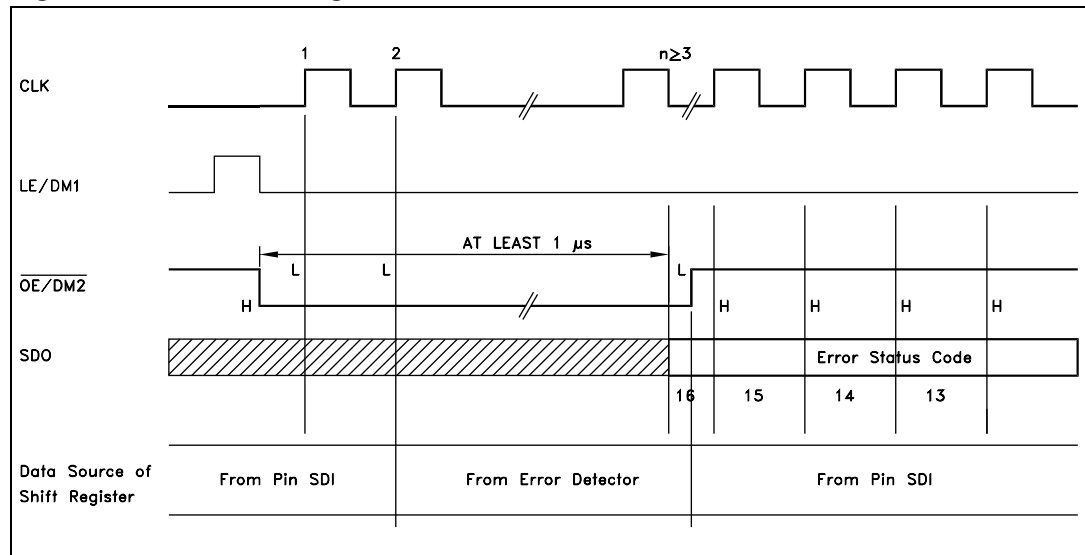 1 2 n≥3
CLK
LE/DM1
AT LEAST 1 µs
L L L
OE/DM2
H H H H H
SDO
Error Status Code
16 15 14 13
Data Source of
Shift Register
From Pin SDI From Error Detector From Pin SDI